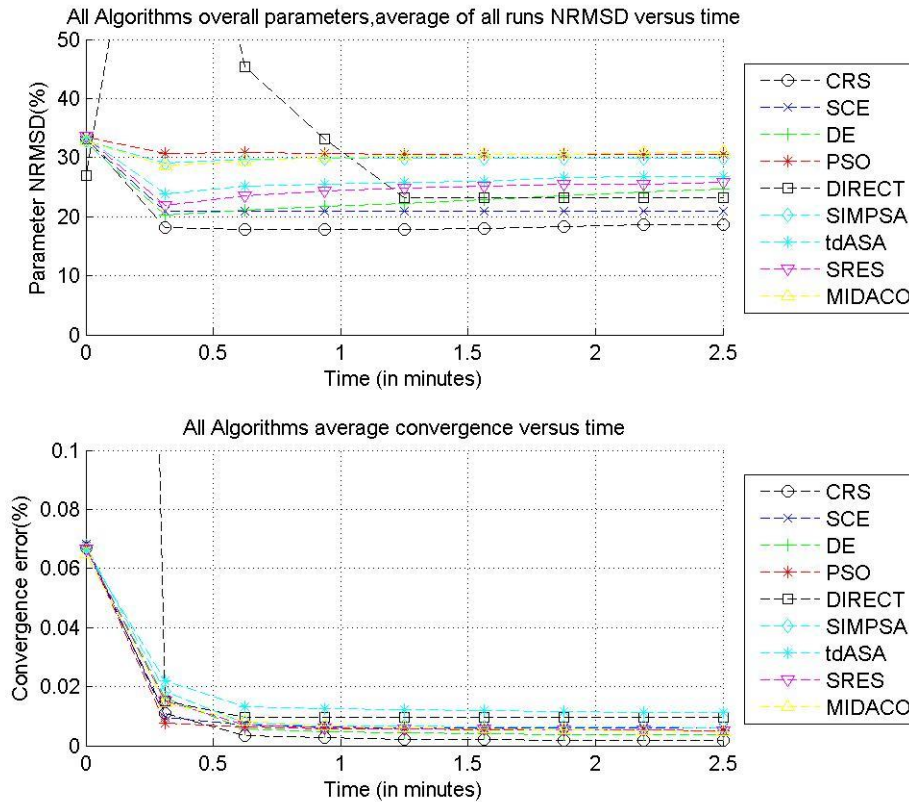 All Algorithms overall parameters,average of all runs NRMSD versus time
50
40
30
20
10
0
Parameter NRMSD(%)
0 0.5 1 1.5 2 2.5
Time (in minutes)
CRS
SCE
DE
PSO
DIRECT
SIMPSA
tdASA
SRES
MIDACO
All Algorithms average convergence versus time
0.1
0.08
0.06
0.04
0.02
0
Convergence error(%)
0 0.5 1 1.5 2 2.5
Time (in minutes)
CRS
SCE
DE
PSO
DIRECT
SIMPSA
tdASA
SRES
MIDACO